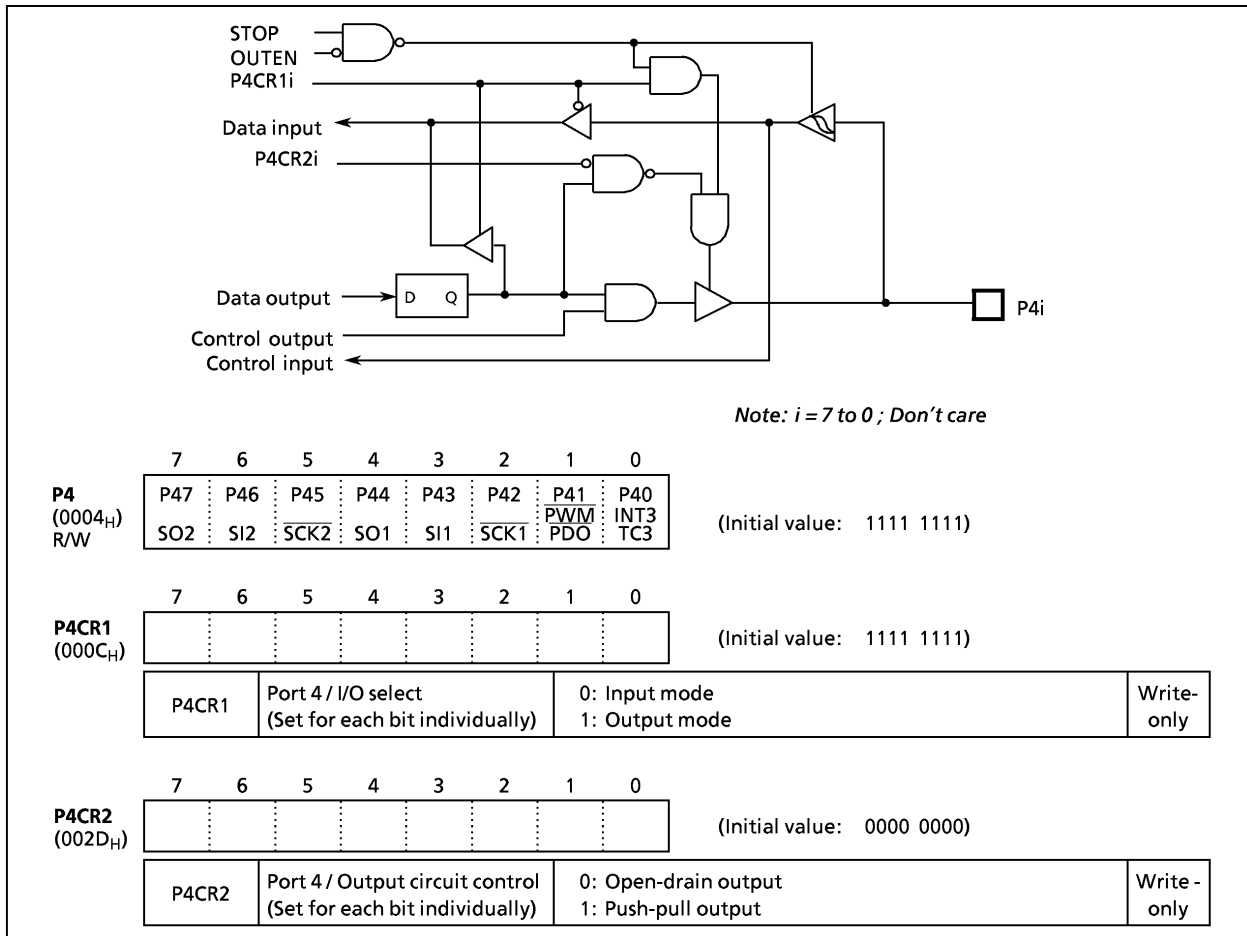 STOP
OUTEN
P4CR1i
Data input
P4CR2i
Data output
D Q
P4i
Control output
Control input
Note: i = 7 to 0 ; Don't care
7 6 5 4 3 2 1 0
P4 P47 P46 P45 P44 P43 P42 P41 P40
(0004H) PWM INT3 (Initial value: 1111 1111)
R/W SO2 SI2 SCK2 SO1 SI1 SCK1 PDO TC3
7 6 5 4 3 2 1 0
P4CR1
(000CH) (Initial value: 1111 1111)
P4CR1 Port 4 / I/O select 0: Input mode Write-
(Set for each bit individually) 1: Output mode only
7 6 5 4 3 2 1 0
P4CR2
(002DH) (Initial value: 0000 0000)
P4CR2 Port 4 / Output circuit control 0: Open-drain output Write -
(Set for each bit individually) 1: Push-pull output only